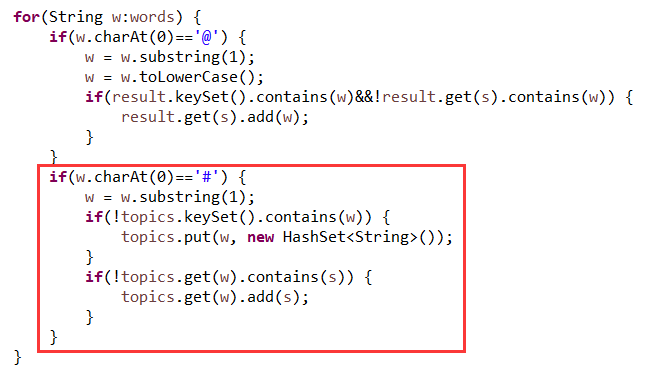 for(String w:words) {
    if(w.charAt(0)=='@') {
        w = w.substring(1);
        w = w.toLowerCase();
        if(result.keySet().contains(w)&&!result.get(s).contains(w)) {
            result.get(s).add(w);
        }
    }
    if(w.charAt(0)=='#') {
        w = w.substring(1);
        if(!topics.keySet().contains(w)) {
            topics.put(w, new HashSet<String>());
        }
        if(!topics.get(w).contains(s)) {
            topics.get(w).add(s);
        }
    }
}